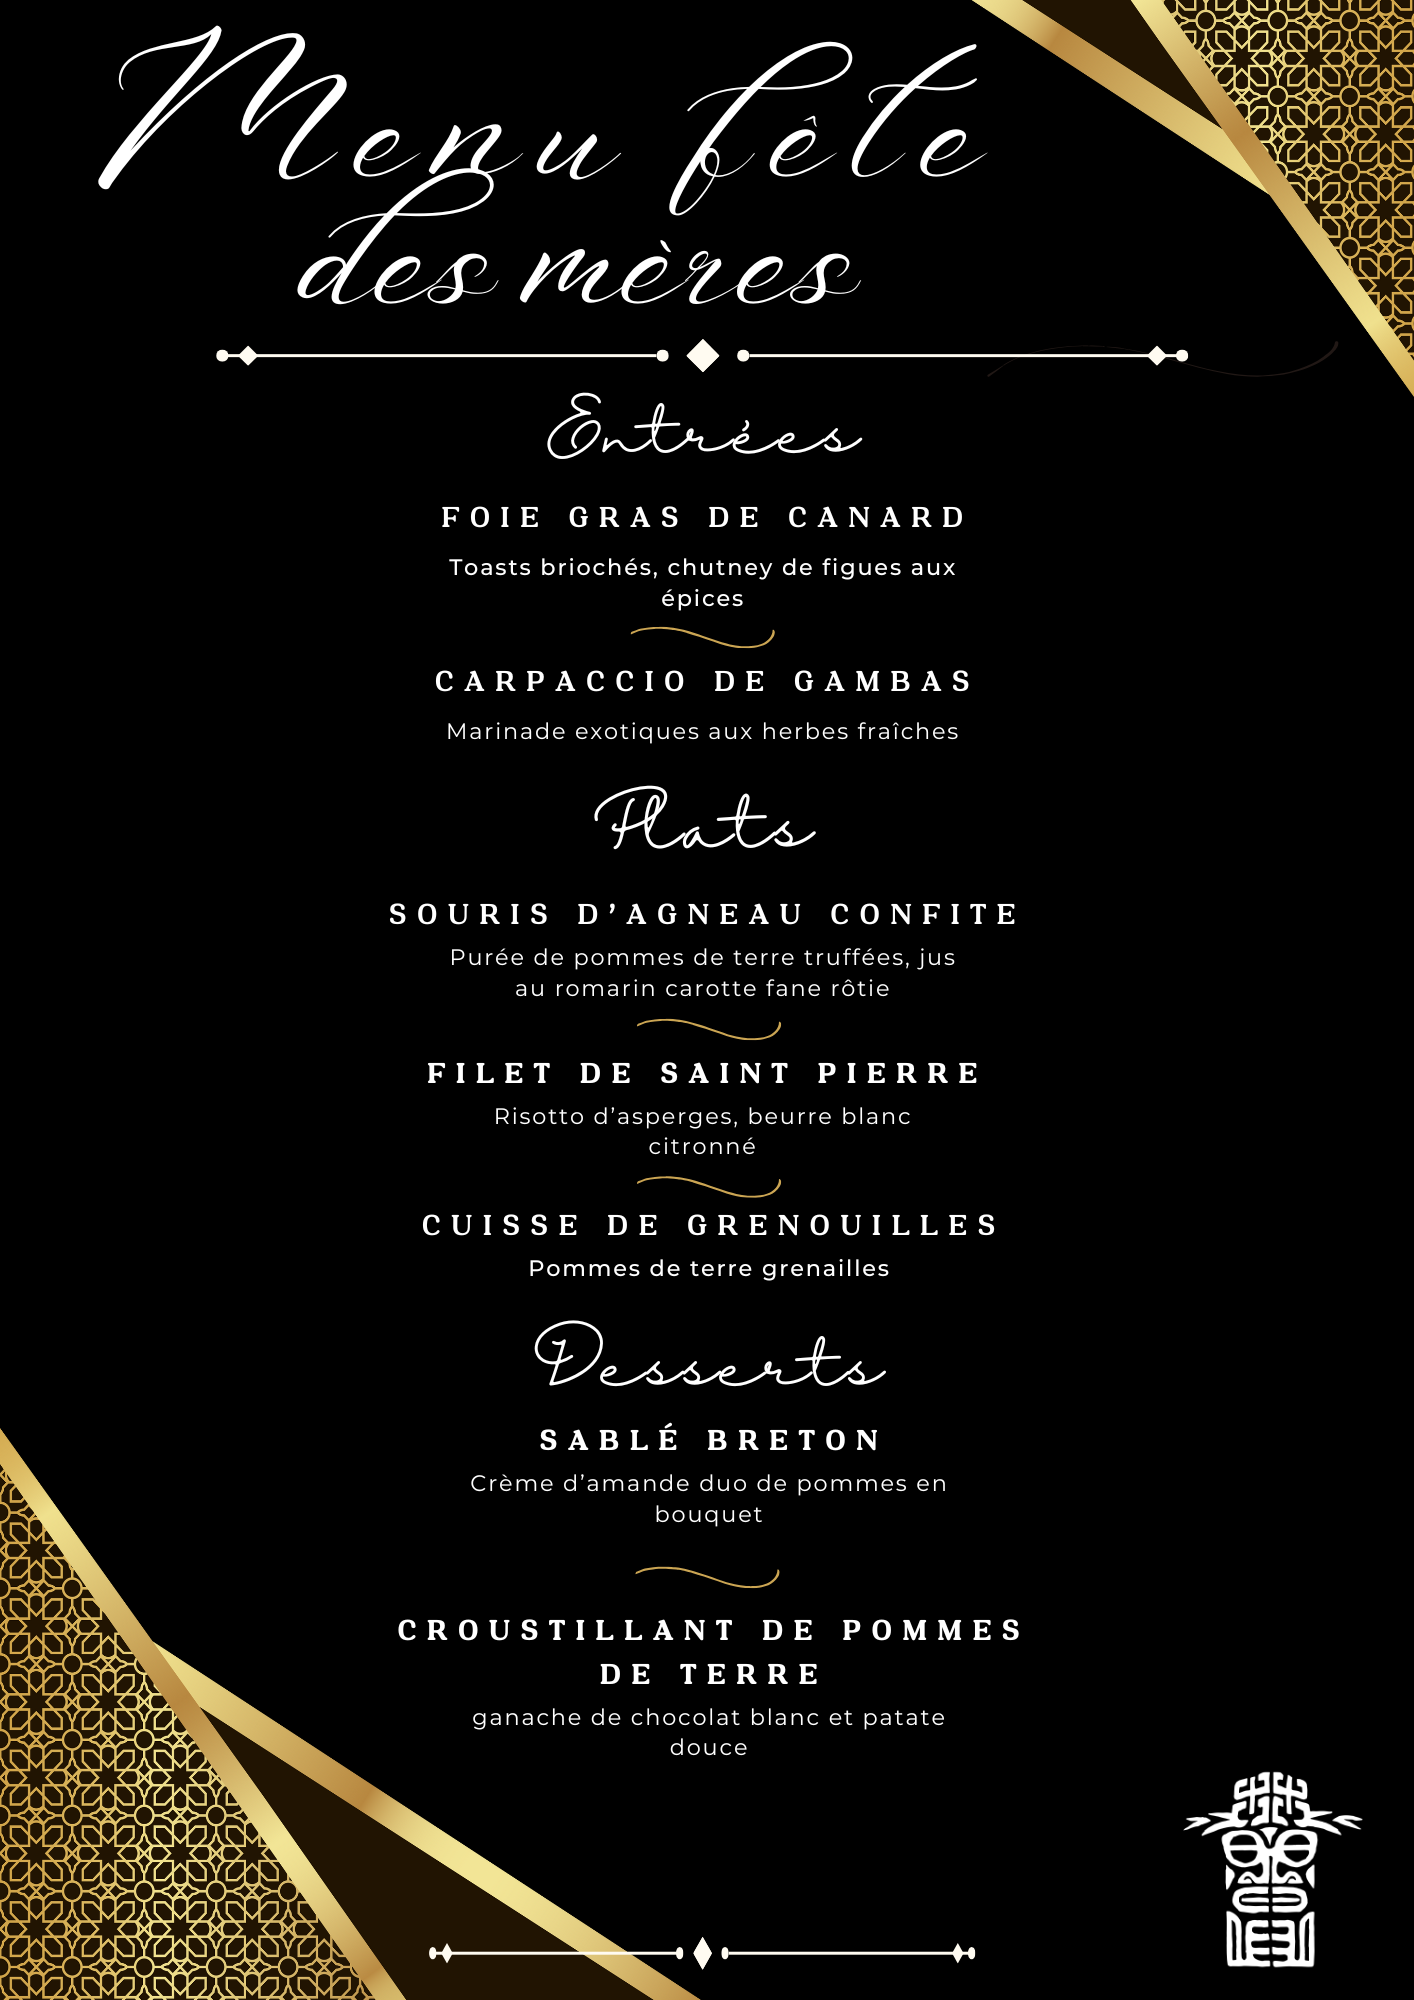 Menu fête
des mères
Entrées
FOIE GRAS DE CANARD
Toasts briochés, chutney de figues aux
épices
CARPACCIO DE GAMBAS
Marinade exotiques aux herbes fraîches
Plats
SOURIS D’AGNEAU CONFITE
Purée de pommes de terre truffées, jus
au romarin carotte fane rôtie
FILET DE SAINT PIERRE
Risotto d’asperges, beurre blanc
citronné
CUISSE DE GRENOUILLES
Pommes de terre grenailles
Desserts
SABLÉ BRETON
Crème d’amande duo de pommes en
bouquet
CROUSTILLANT DE POMMES
DE TERRE
ganache de chocolat blanc et patate
douce